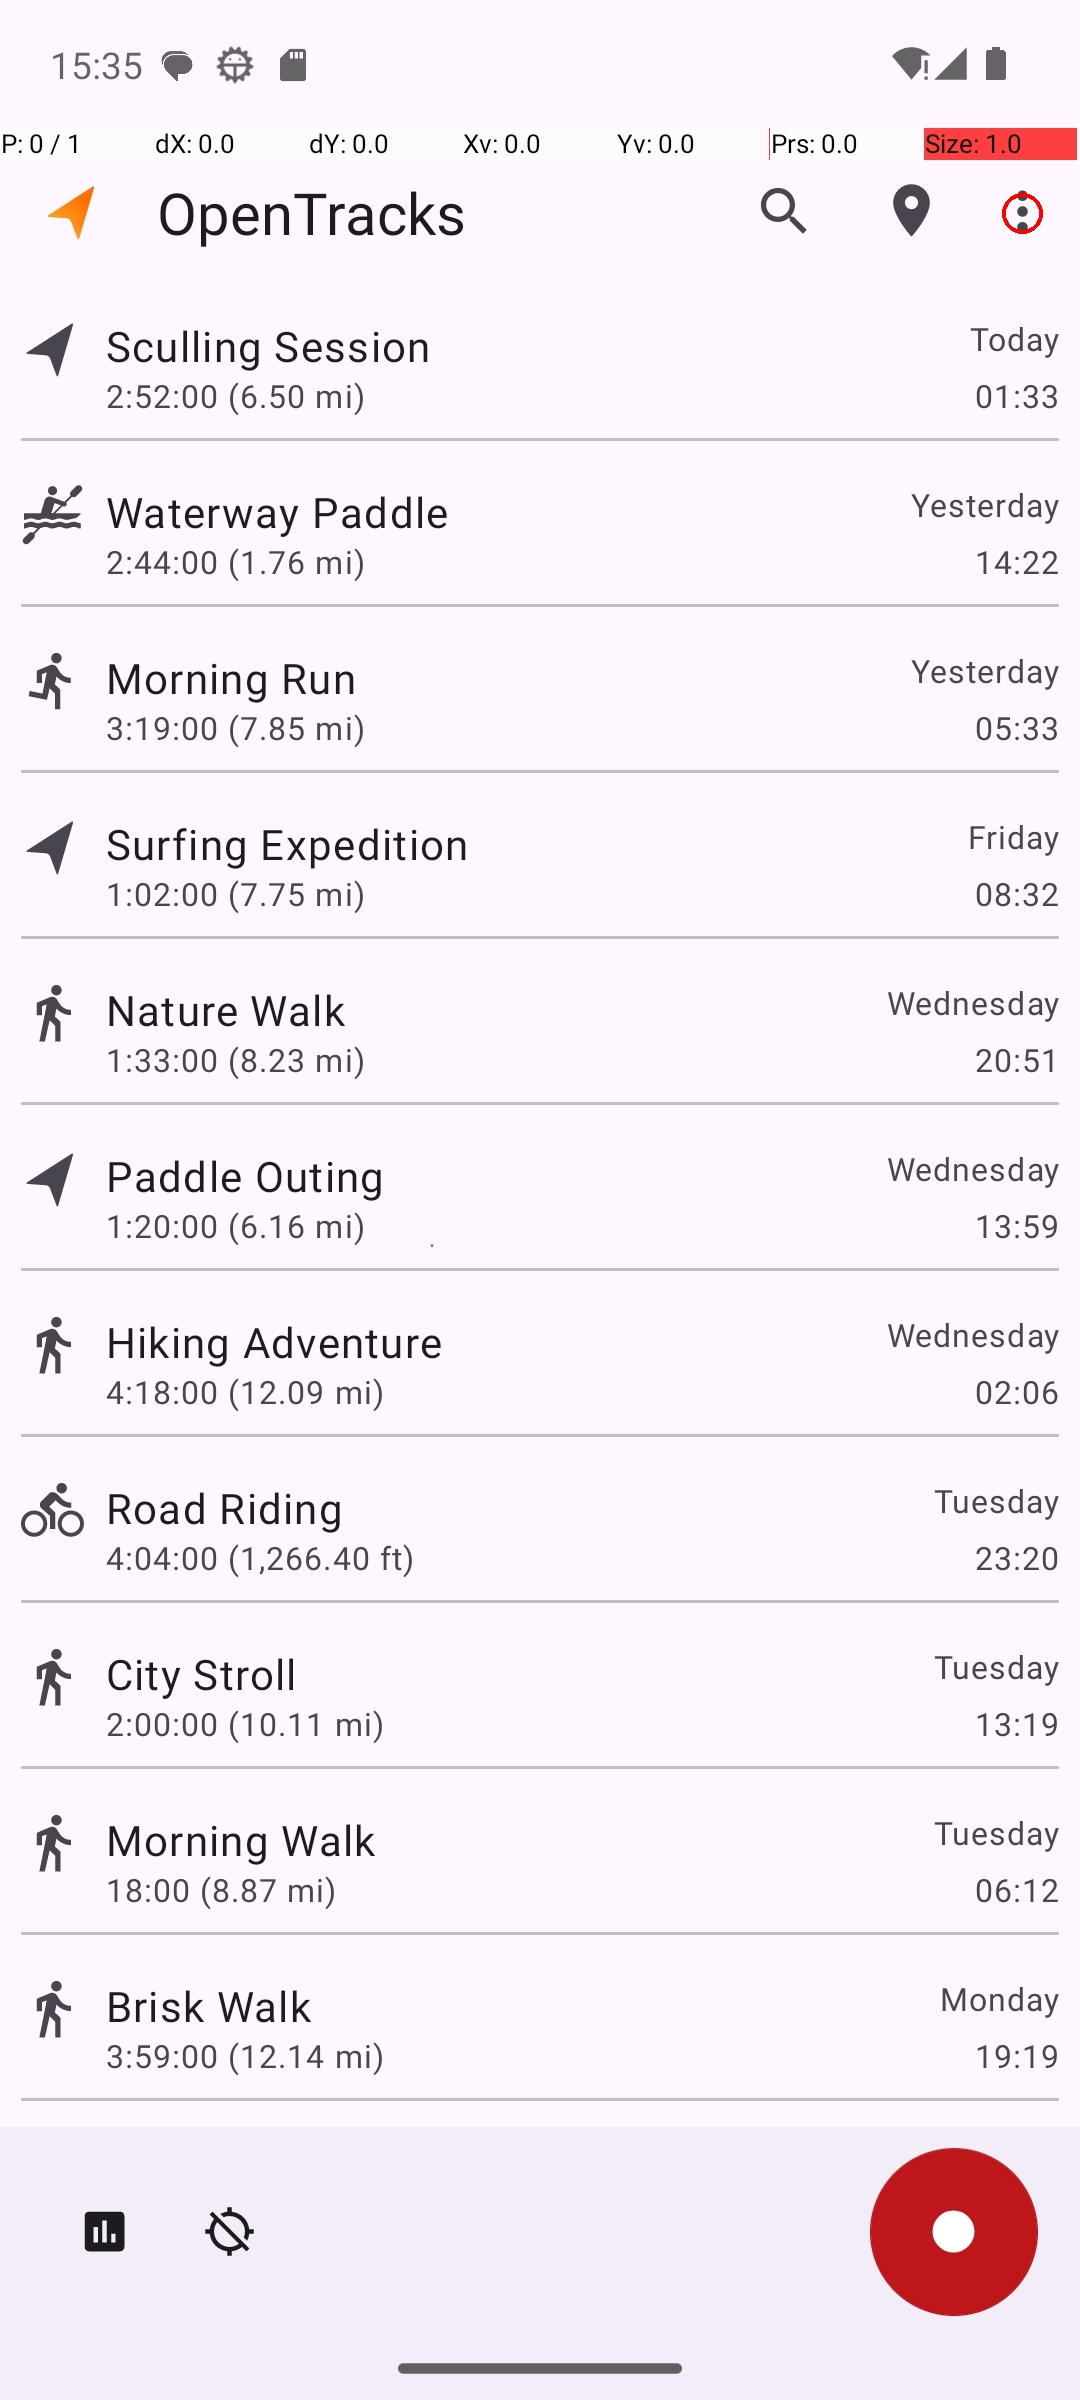 15:35
P: 0 / 1 dX: 0.0 dY: 0.0 Xv: 0.0 Yv: 0.0 Prs: 0.0 Size: 1.0
OpenTracks
Sculling Session Today
2:52:00 (6.50 mi) 01:33
Waterway Paddle Yesterday
2:44:00 (1.76 mi) 14:22
Morning Run Yesterday
3:19:00 (7.85 mi) 05:33
Surfing Expedition Friday
1:02:00 (7.75 mi) 08:32
Nature Walk Wednesday
1:33:00 (8.23 mi) 20:51
Paddle Outing Wednesday
1:20:00 (6.16 mi) 13:59
Hiking Adventure Wednesday
4:18:00 (12.09 mi) 02:06
Road Riding Tuesday
4:04:00 (1,266.40 ft) 23:20
City Stroll Tuesday
2:00:00 (10.11 mi) 13:19
Morning Walk Tuesday
18:00 (8.87 mi) 06:12
Brisk Walk Monday
3:59:00 (12.14 mi) 19:19